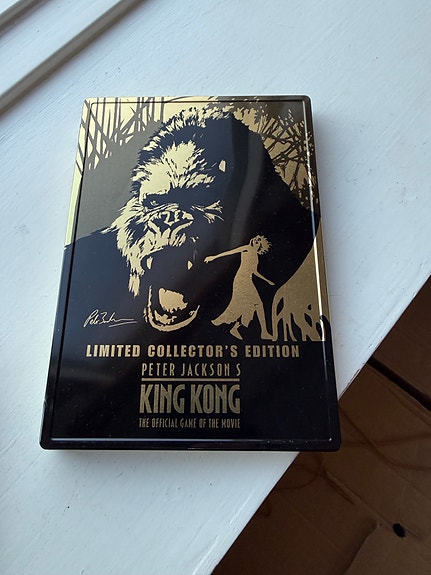 LIMITED COLLECTOR'S EDITION
PETER JACKSON'S
KING KONG
THE OFFICIAL GAME OF THE MOVIE